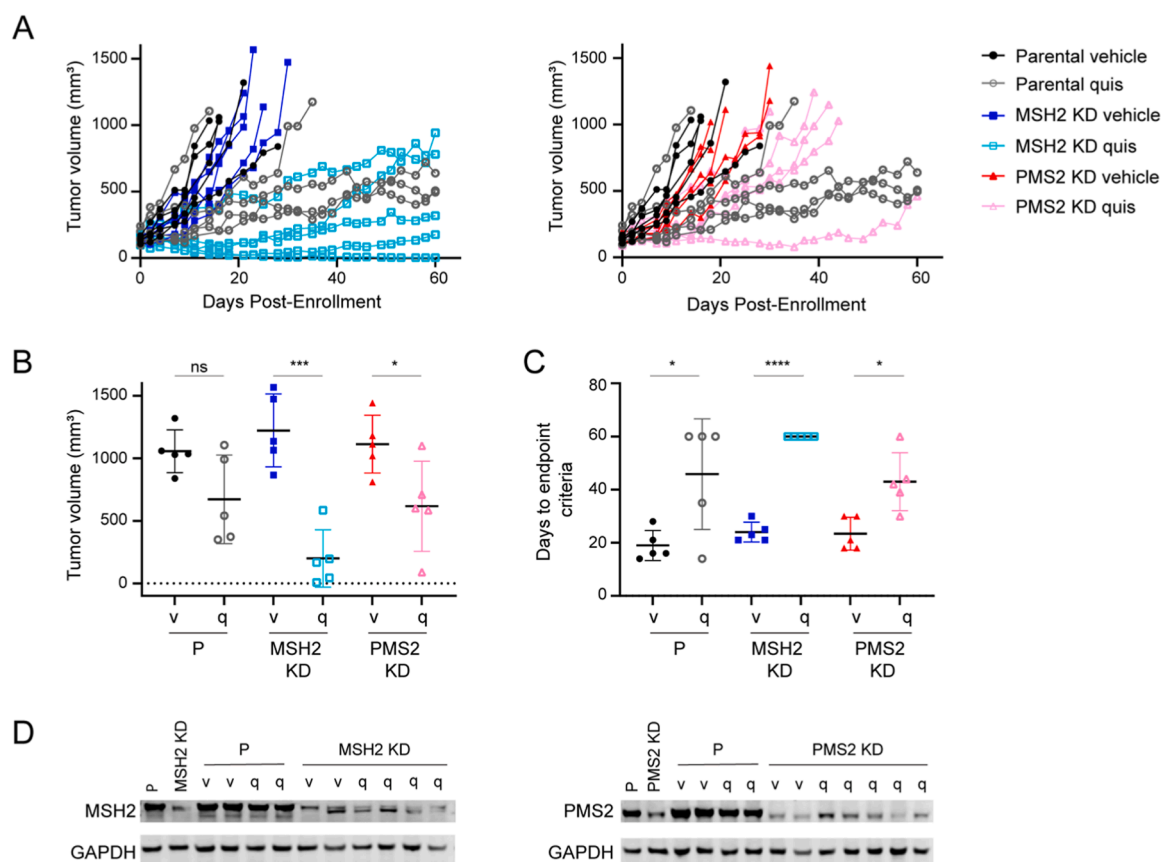 A
Tumor volume (mm³)
1500
1000
500
0
0
20
40
60
Days Post-Enrollment
Tumor volume (mm³)
1500
1000
500
0
0
20
40
60
Days Post-Enrollment
Parental vehicle
Parental quis
MSH2 KD vehicle
MSH2 KD quis
PMS2 KD vehicle
PMS2 KD quis
B
ns
***
*
Tumor volume (mm³)
1500
1000
500
0
v q v q v q
P MSH2 KD PMS2 KD
C
*
****
*
Days to endpoint
criteria
80
60
40
20
0
v q v q v q
P MSH2 KD PMS2 KD
D
P MSH2 KD P MSH2 KD
v v q q v v q q q q
MSH2
GAPDH
P PMS2 KD P PMS2 KD
v v q q v v q q q q q
PMS2
GAPDH